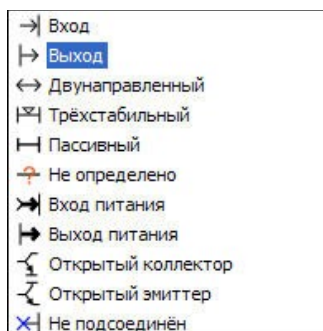 Вход
Выход
Двунаправленный
Трёхстабильный
Пассивный
Не определено
Вход питания
Выход питания
Открытый коллектор
Открытый эмиттер
Не подсоединён